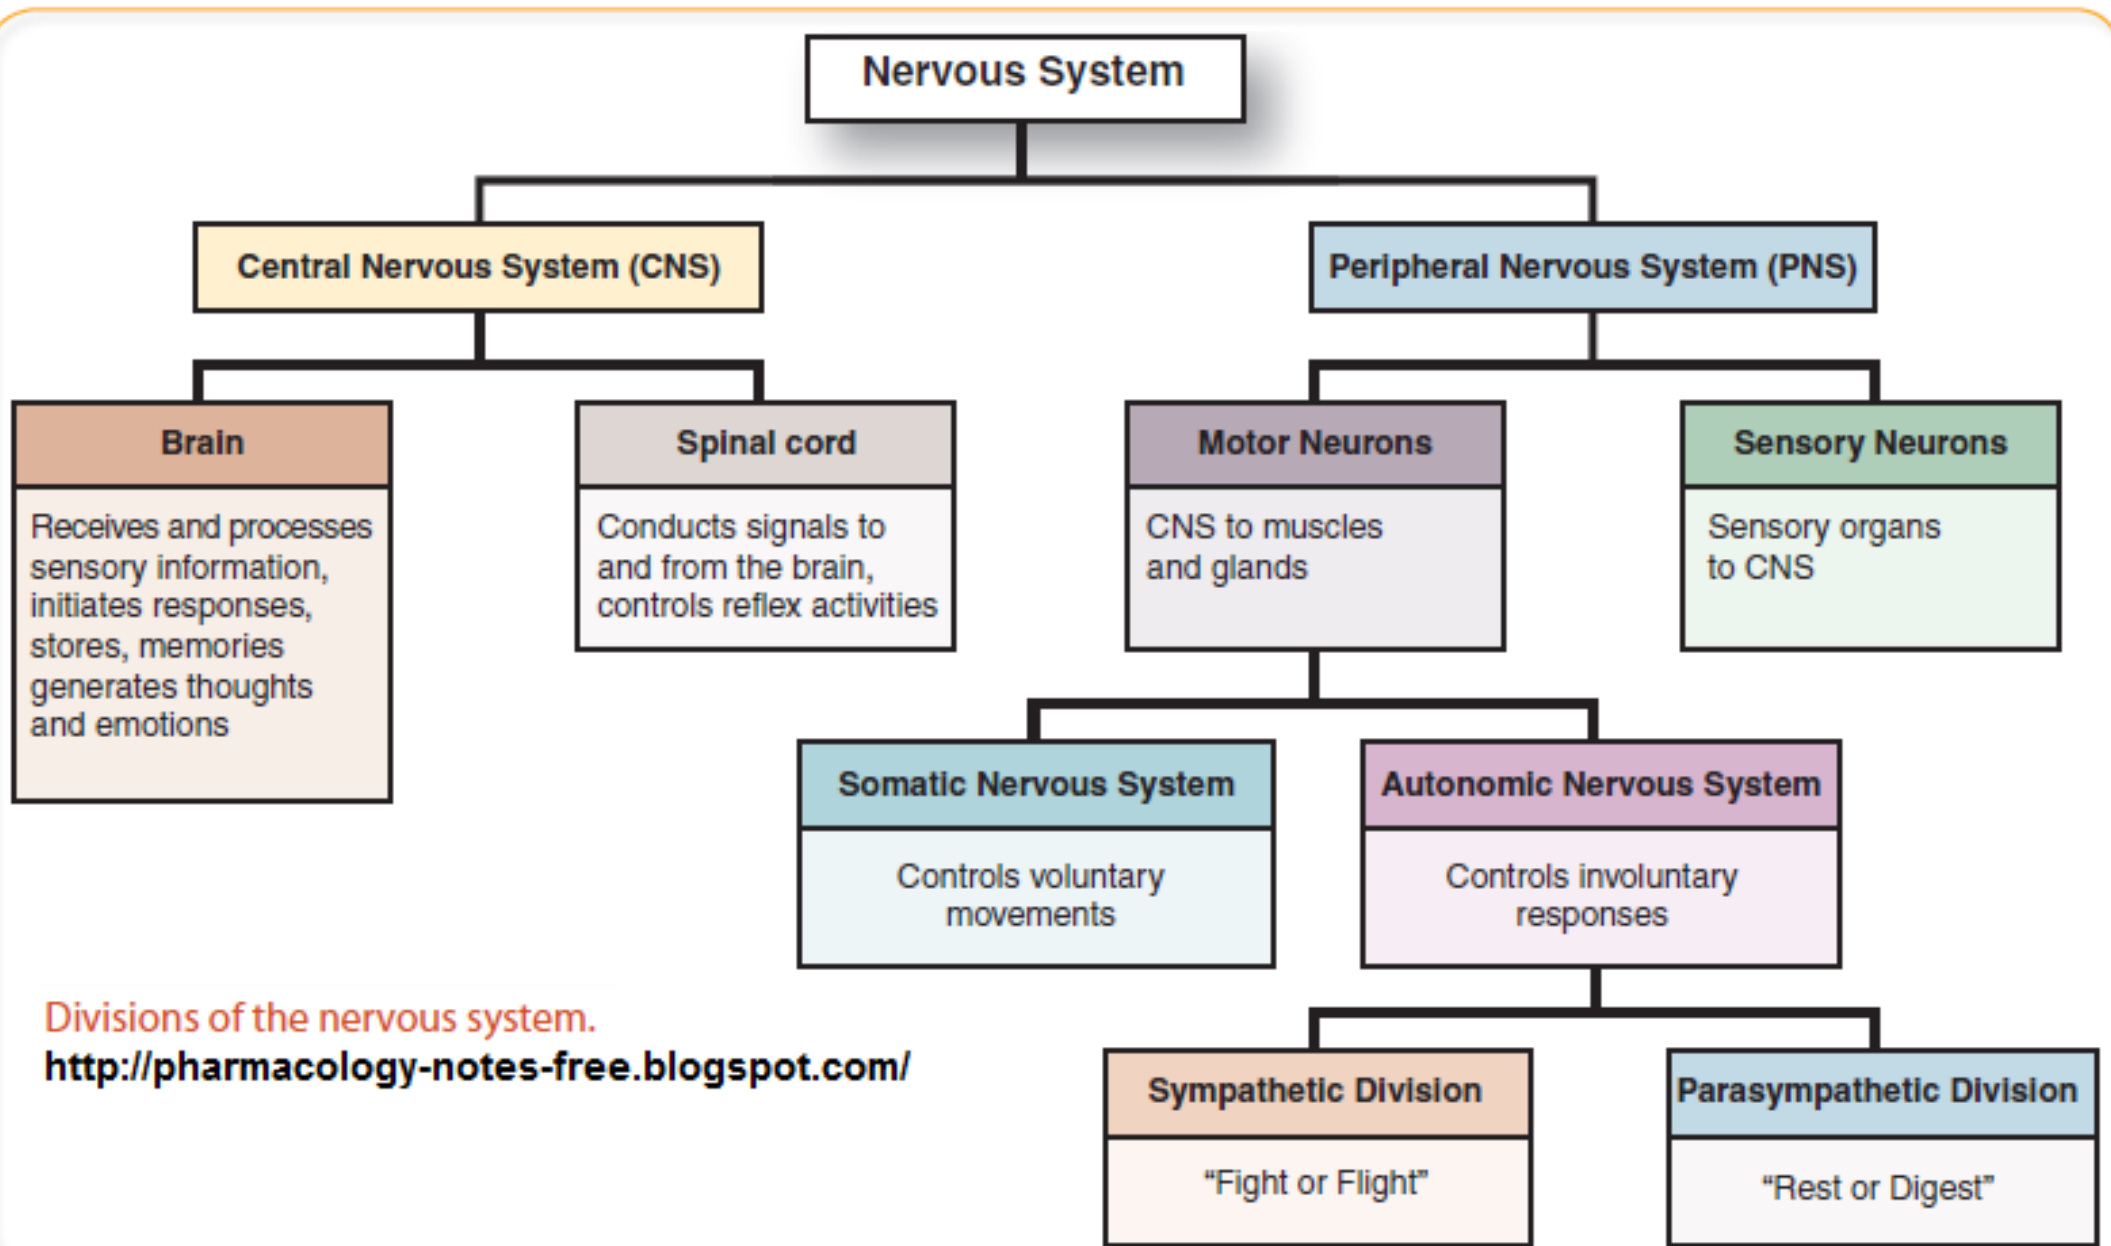 Nervous System
Central Nervous System (CNS)
Peripheral Nervous System (PNS)
Brain
Receives and processes
sensory information,
initiates responses,
stores, memories
generates thoughts
and emotions
Spinal cord
Conducts signals to
and from the brain,
controls reflex activities
Motor Neurons
CNS to muscles
and glands
Sensory Neurons
Sensory organs
to CNS
Somatic Nervous System
Controls voluntary
movements
Autonomic Nervous System
Controls involuntary
responses
Sympathetic Division
“Fight or Flight”
Parasympathetic Division
“Rest or Digest”
Divisions of the nervous system.
http://pharmacology-notes-free.blogspot.com/